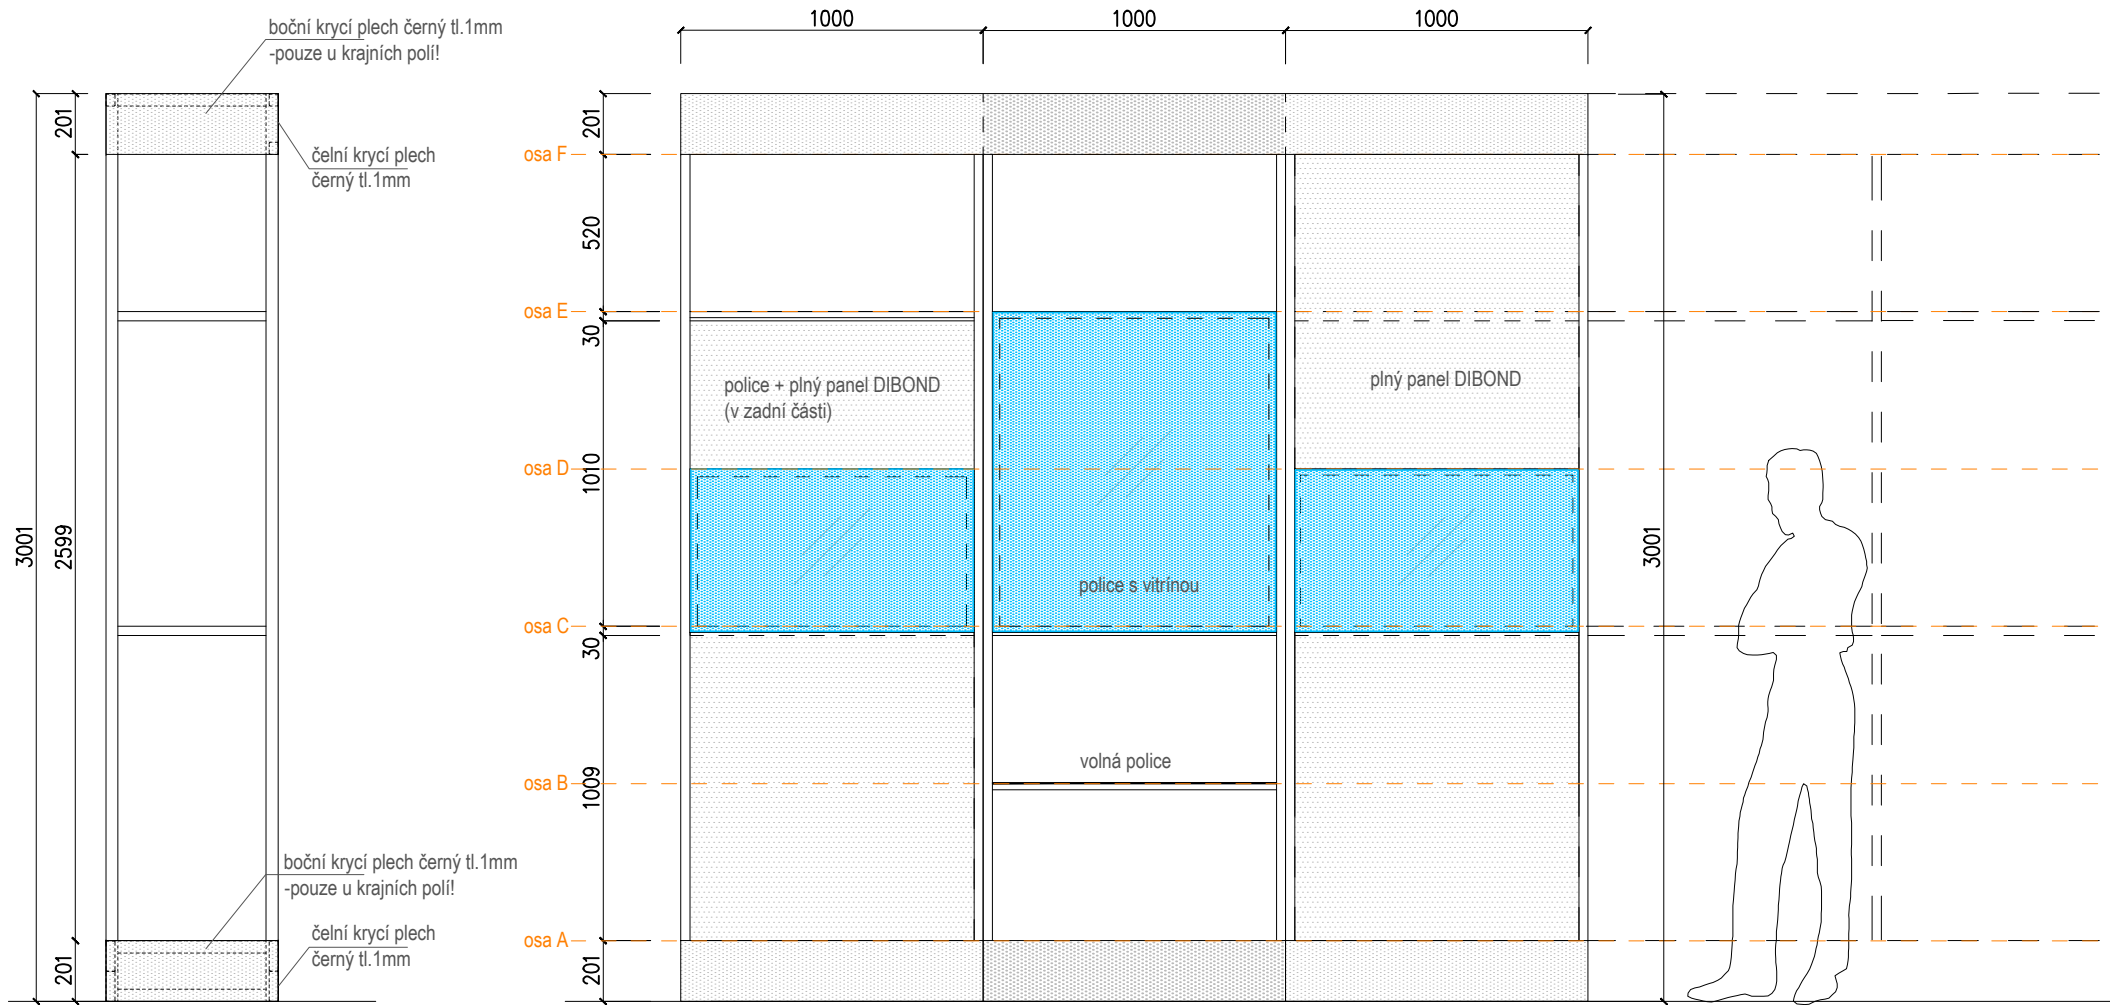 boční krycí plech černý tl.1mm
-pouze u krajních polí!
čelní krycí plech
černý tl.1mm
201
3001
2599
201
boční krycí plech černý tl.1mm
-pouze u krajních polí!
čelní krycí plech
černý tl.1mm
1000
1000
1000
201
520
30
1010
30
1009
201
3001
osa F
osa E
osa D
osa C
osa B
osa A
police + plný panel DIBOND
(v zadní části)
plný panel DIBOND
police s vitrínou
volná police